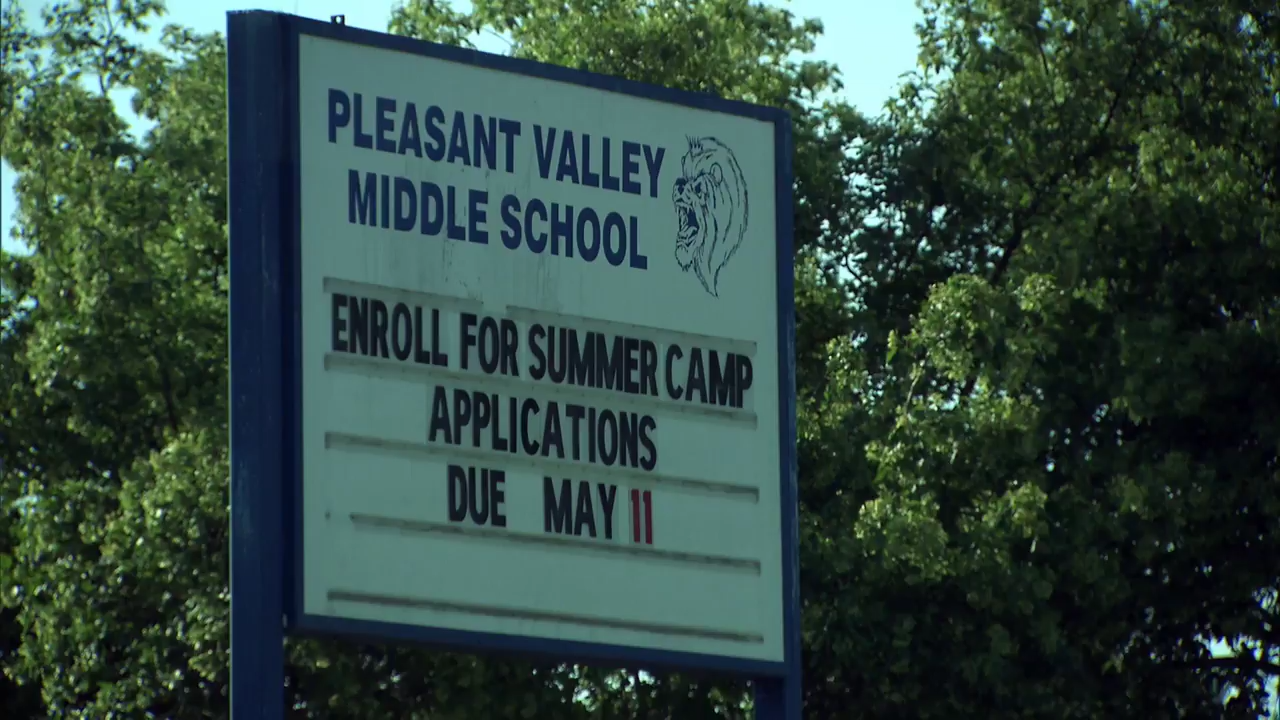 PLEASANT VALLEY
MIDDLE SCHOOL
ENROLL FOR SUMMER CAMP
APPLICATIONS
DUE MAY 11